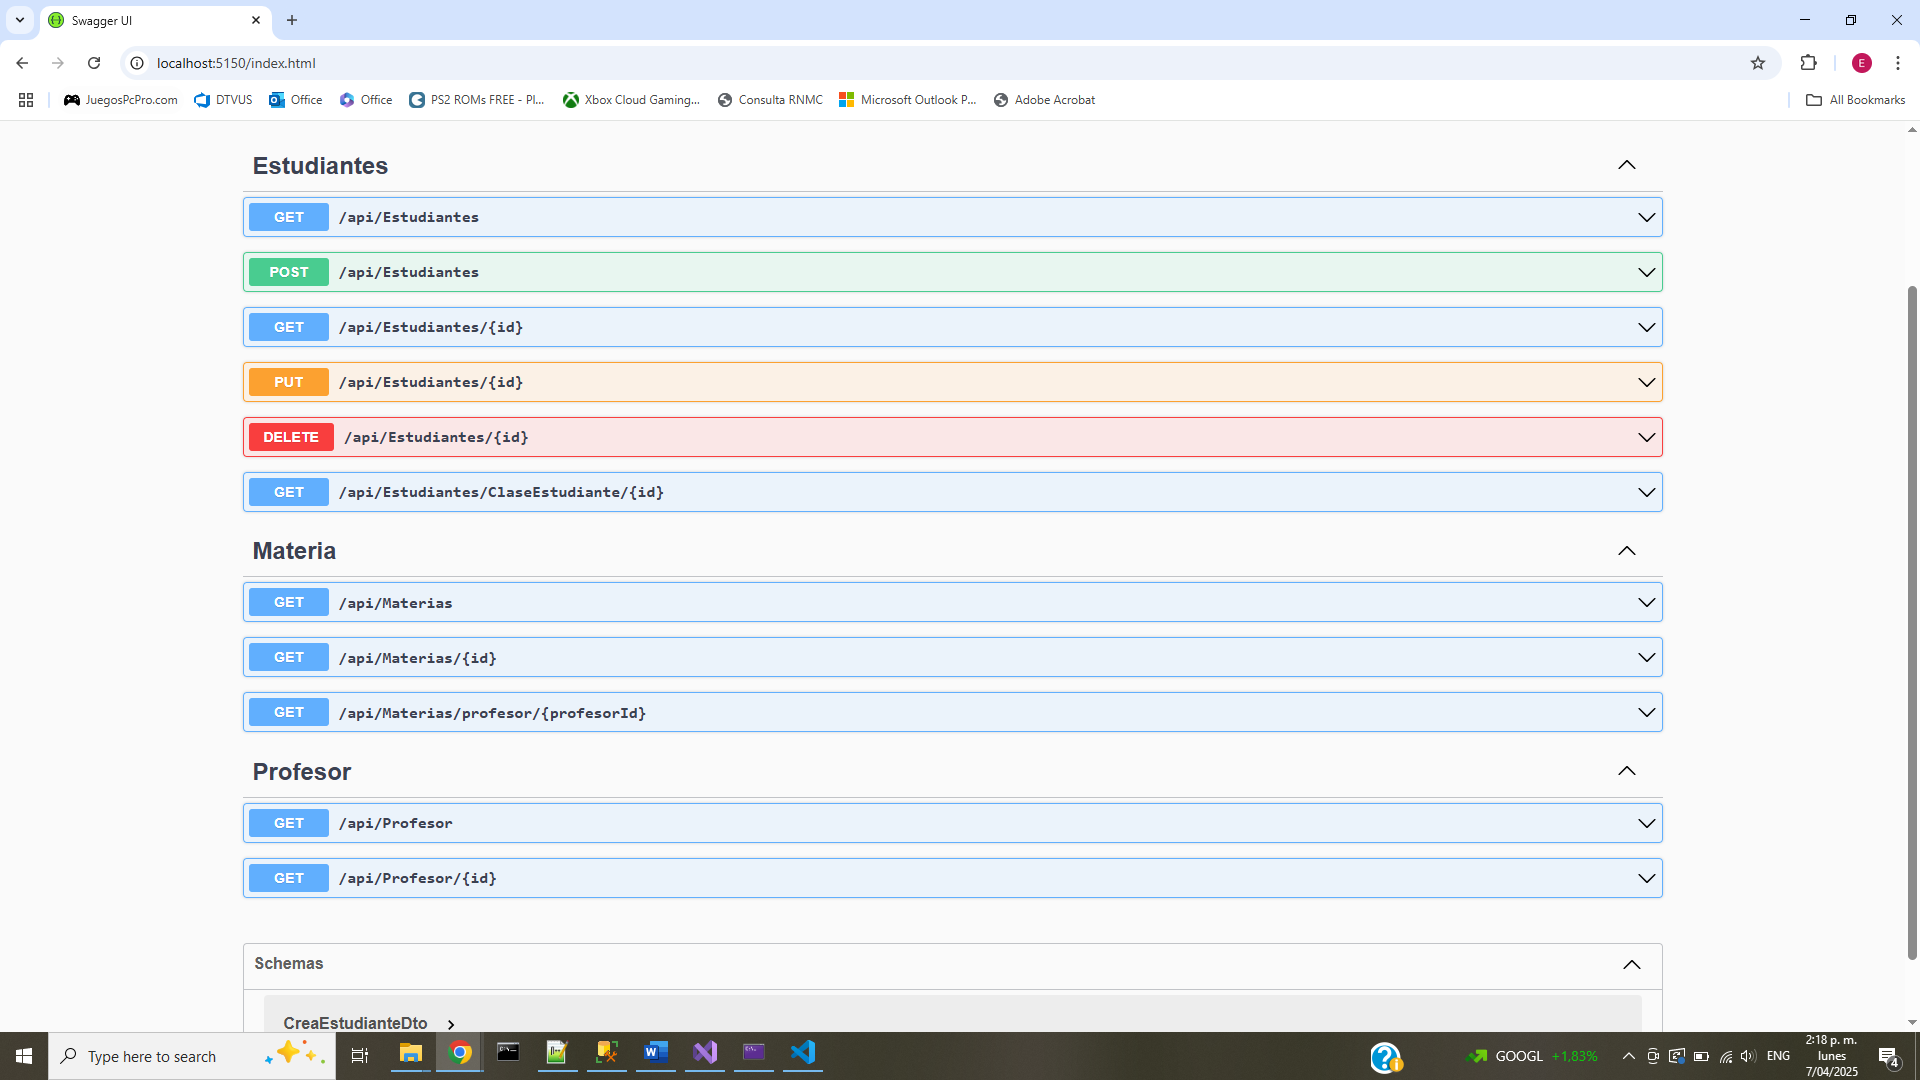 Swagger UI
localhost:5150/index.html
E
JuegosPcPro.com DTVUS Office Office PS2 ROMs FREE - Pl... Xbox Cloud Gaming... Consulta RNMC Microsoft Outlook P... Adobe Acrobat All Bookmarks
Estudiantes
GET /api/Estudiantes
POST /api/Estudiantes
GET /api/Estudiantes/{id}
PUT /api/Estudiantes/{id}
DELETE /api/Estudiantes/{id}
GET /api/Estudiantes/ClaseEstudiante/{id}
Materia
GET /api/Materias
GET /api/Materias/{id}
GET /api/Materias/profesor/{profesorId}
Profesor
GET /api/Profesor
GET /api/Profesor/{id}
Schemas
CreaEstudianteDto
Type here to search
GOOGL +1,83%
ENG
2:18 p. m.
lunes
7/04/2025
4